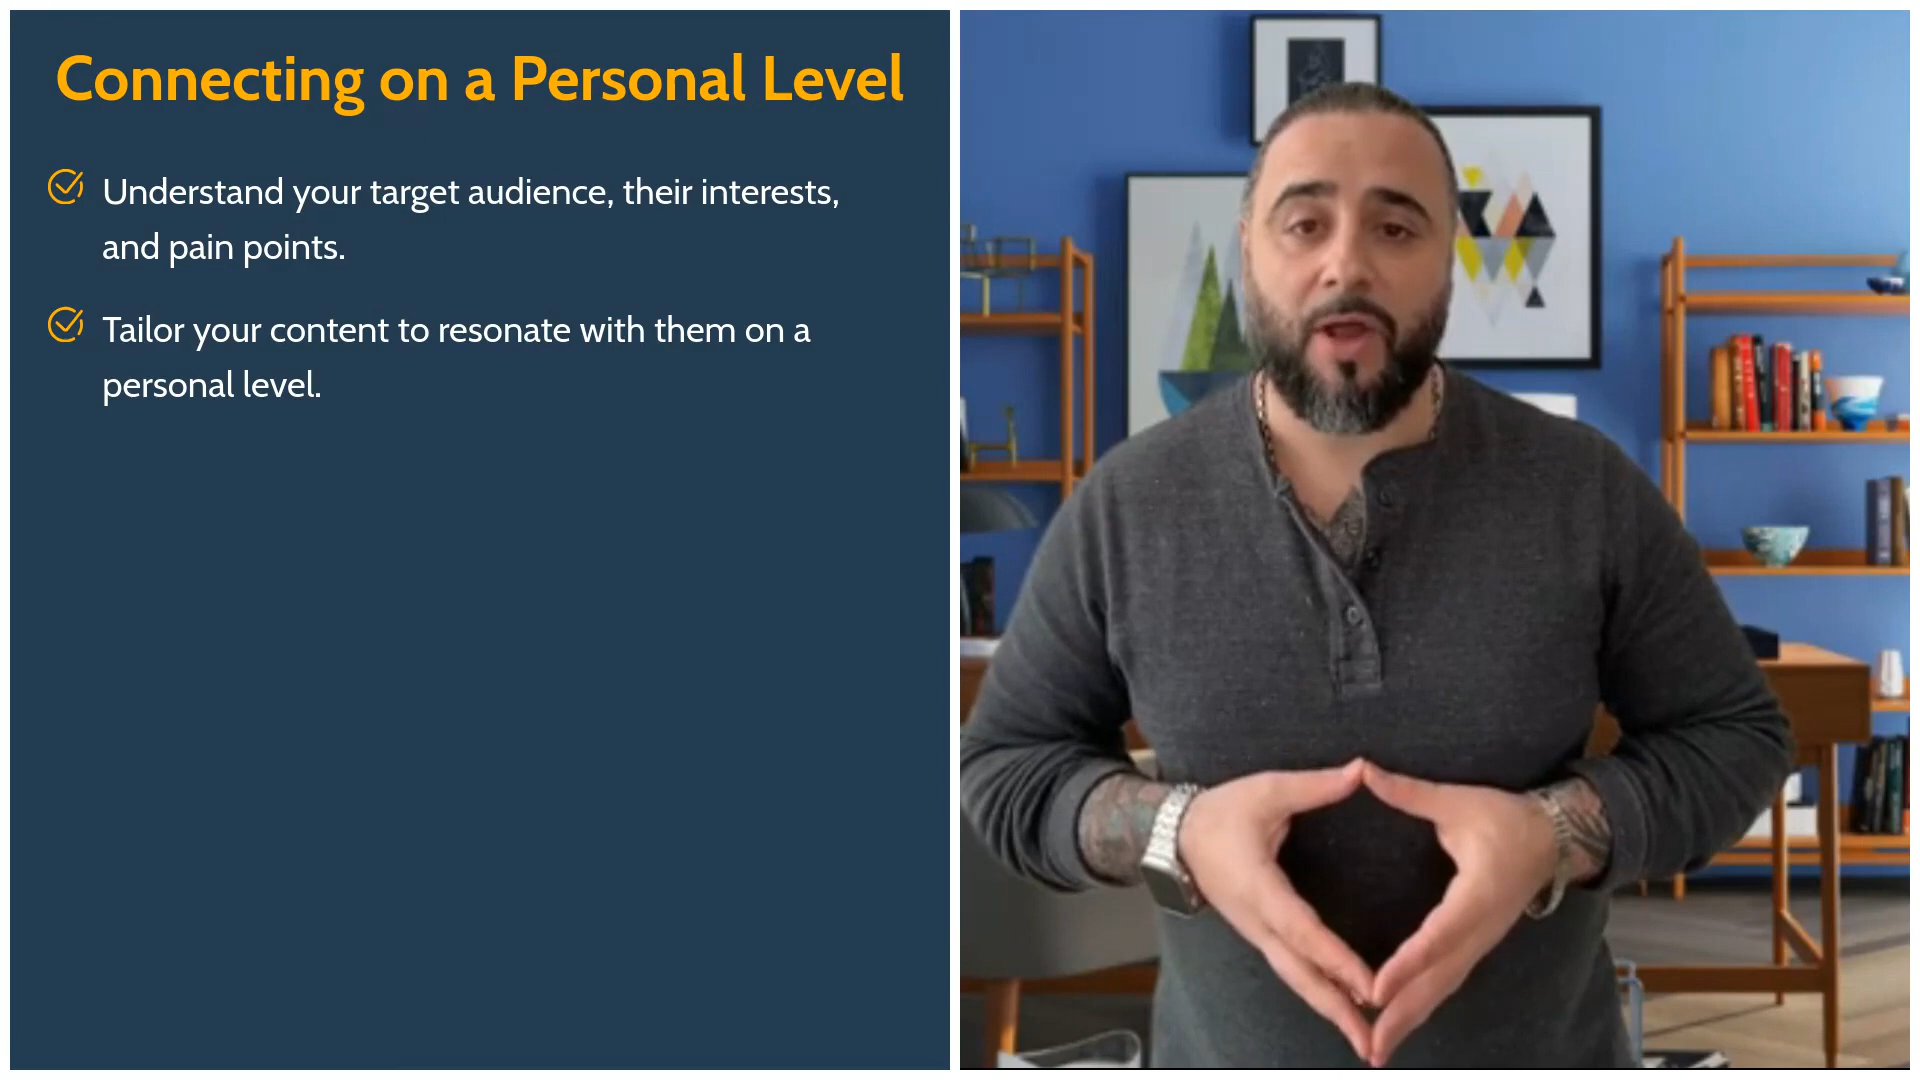 Connecting on a Personal Level
Understand your target audience, their interests,
and pain points.
Tailor your content to resonate with them on a
personal level.